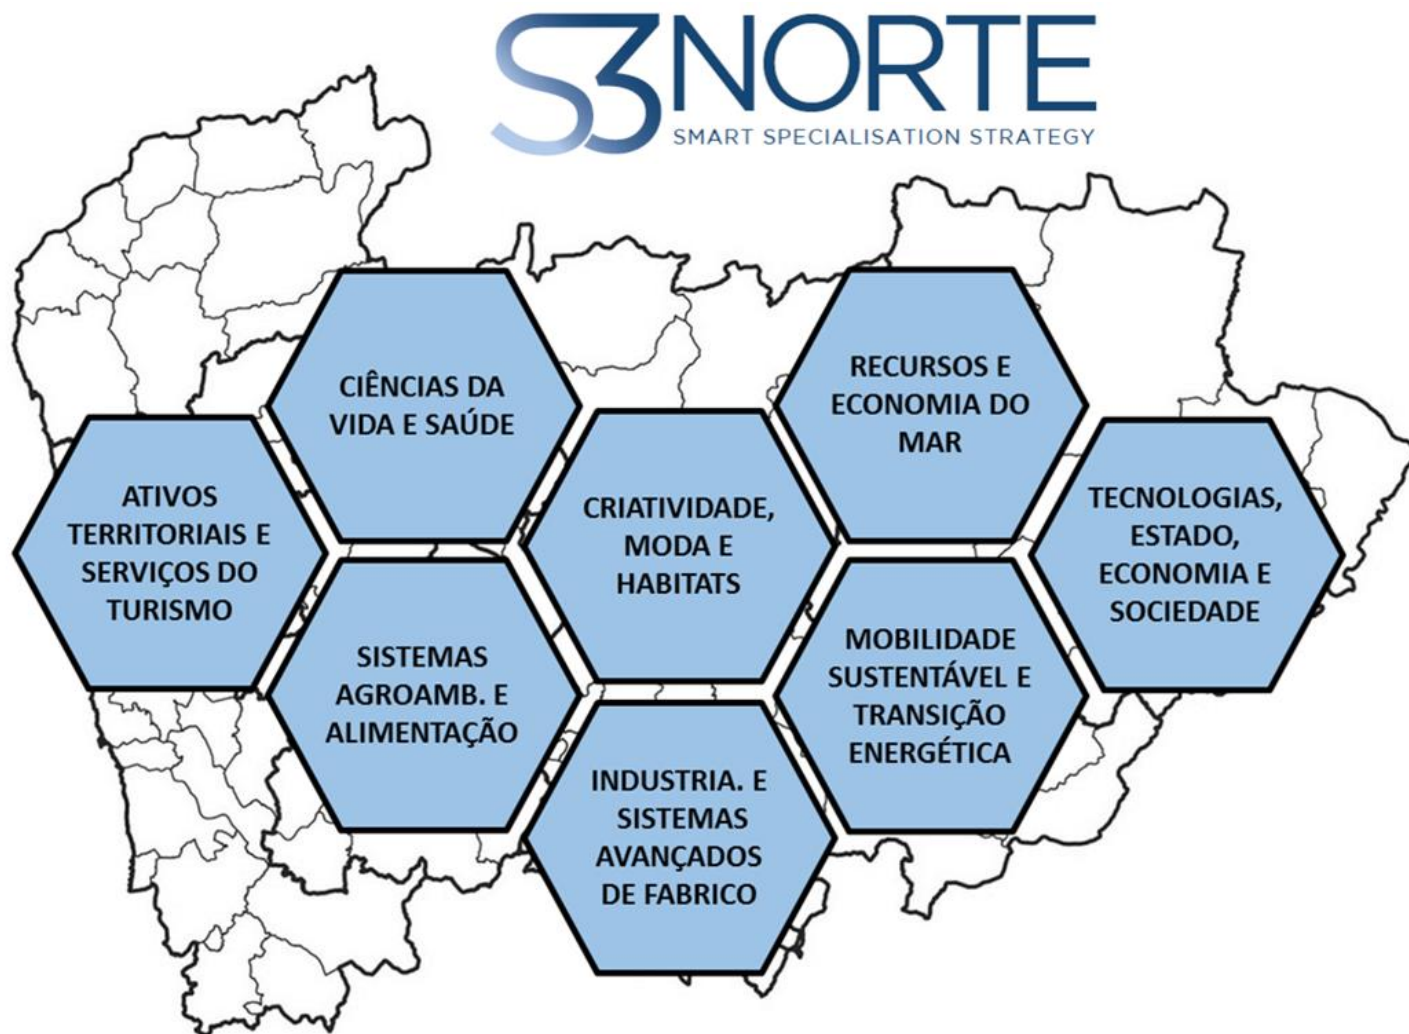 S3NORTE
SMART SPECIALISATION STRATEGY
CIÊNCIAS DA
VIDA E SAÚDE
RECURSOS E
ECONOMIA DO
MAR
ATIVOS
TERRITORIAIS E
SERVIÇOS DO
TURISMO
CRIATIVIDADE,
MODA E
HABITATS
TECNOLOGIAS,
ESTADO,
ECONOMIA E
SOCIEDADE
SISTEMAS
AGROAMB. E
ALIMENTAÇÃO
MOBILIDADE
SUSTENTÁVEL E
TRANSIÇÃO
ENERGÉTICA
INDUSTRIA. E
SISTEMAS
AVANÇADOS
DE FABRICO